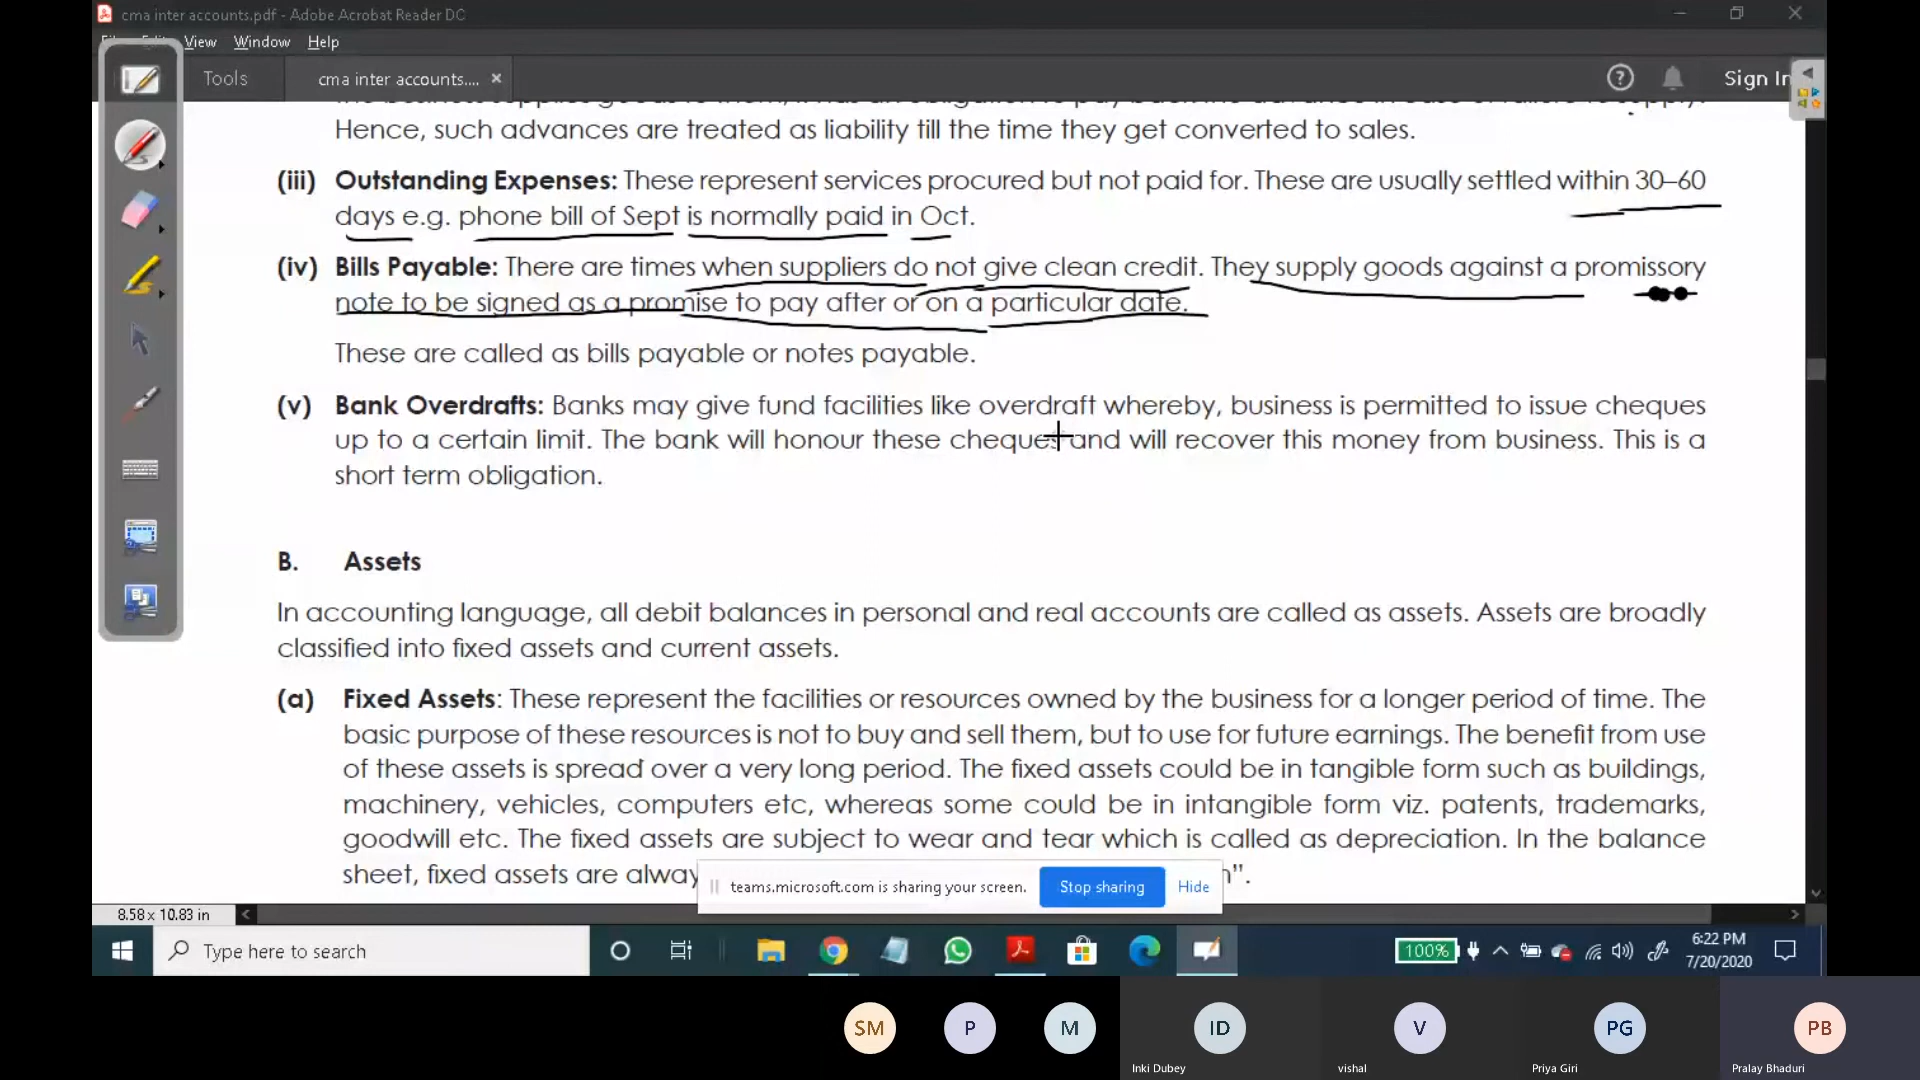 cma inter accounts.pdf - Adobe Acrobat Reader DC
View Window Help
Tools
cma inter accounts....
Sign In
Hence, such advances are treated as liability till the time they get converted to sales.
(iii) Outstanding Expenses: These represent services procured but not paid for. These are usually settled within 30–60
days e.g. phone bill of Sept is normally paid in Oct.
(iv) Bills Payable: There are times when suppliers do not give clean credit. They supply goods against a promissory
note to be signed as a promise to pay after or on a particular date.
These are called as bills payable or notes payable.
(v) Bank Overdrafts: Banks may give fund facilities like overdraft whereby, business is permitted to issue cheques
up to a certain limit. The bank will honour these cheques and will recover this money from business. This is a
short term obligation.
B. Assets
In accounting language, all debit balances in personal and real accounts are called as assets. Assets are broadly
classified into fixed assets and current assets.
(a) Fixed Assets: These represent the facilities or resources owned by the business for a longer period of time. The
basic purpose of these resources is not to buy and sell them, but to use for future earnings. The benefit from use
of these assets is spread over a very long period. The fixed assets could be in tangible form such as buildings,
machinery, vehicles, computers etc, whereas some could be in intangible form viz. patents, trademarks,
goodwill etc. The fixed assets are subject to wear and tear which is called as depreciation. In the balance
sheet, fixed assets are alway n”.
teams.microsoft.com is sharing your screen. Stop sharing Hide
8.58 x 10.83 in
Type here to search
100%
6:22 PM
7/20/2020
SM P M ID V PG PB
Inki Dubey vishal Priya Giri Pralay Bhaduri